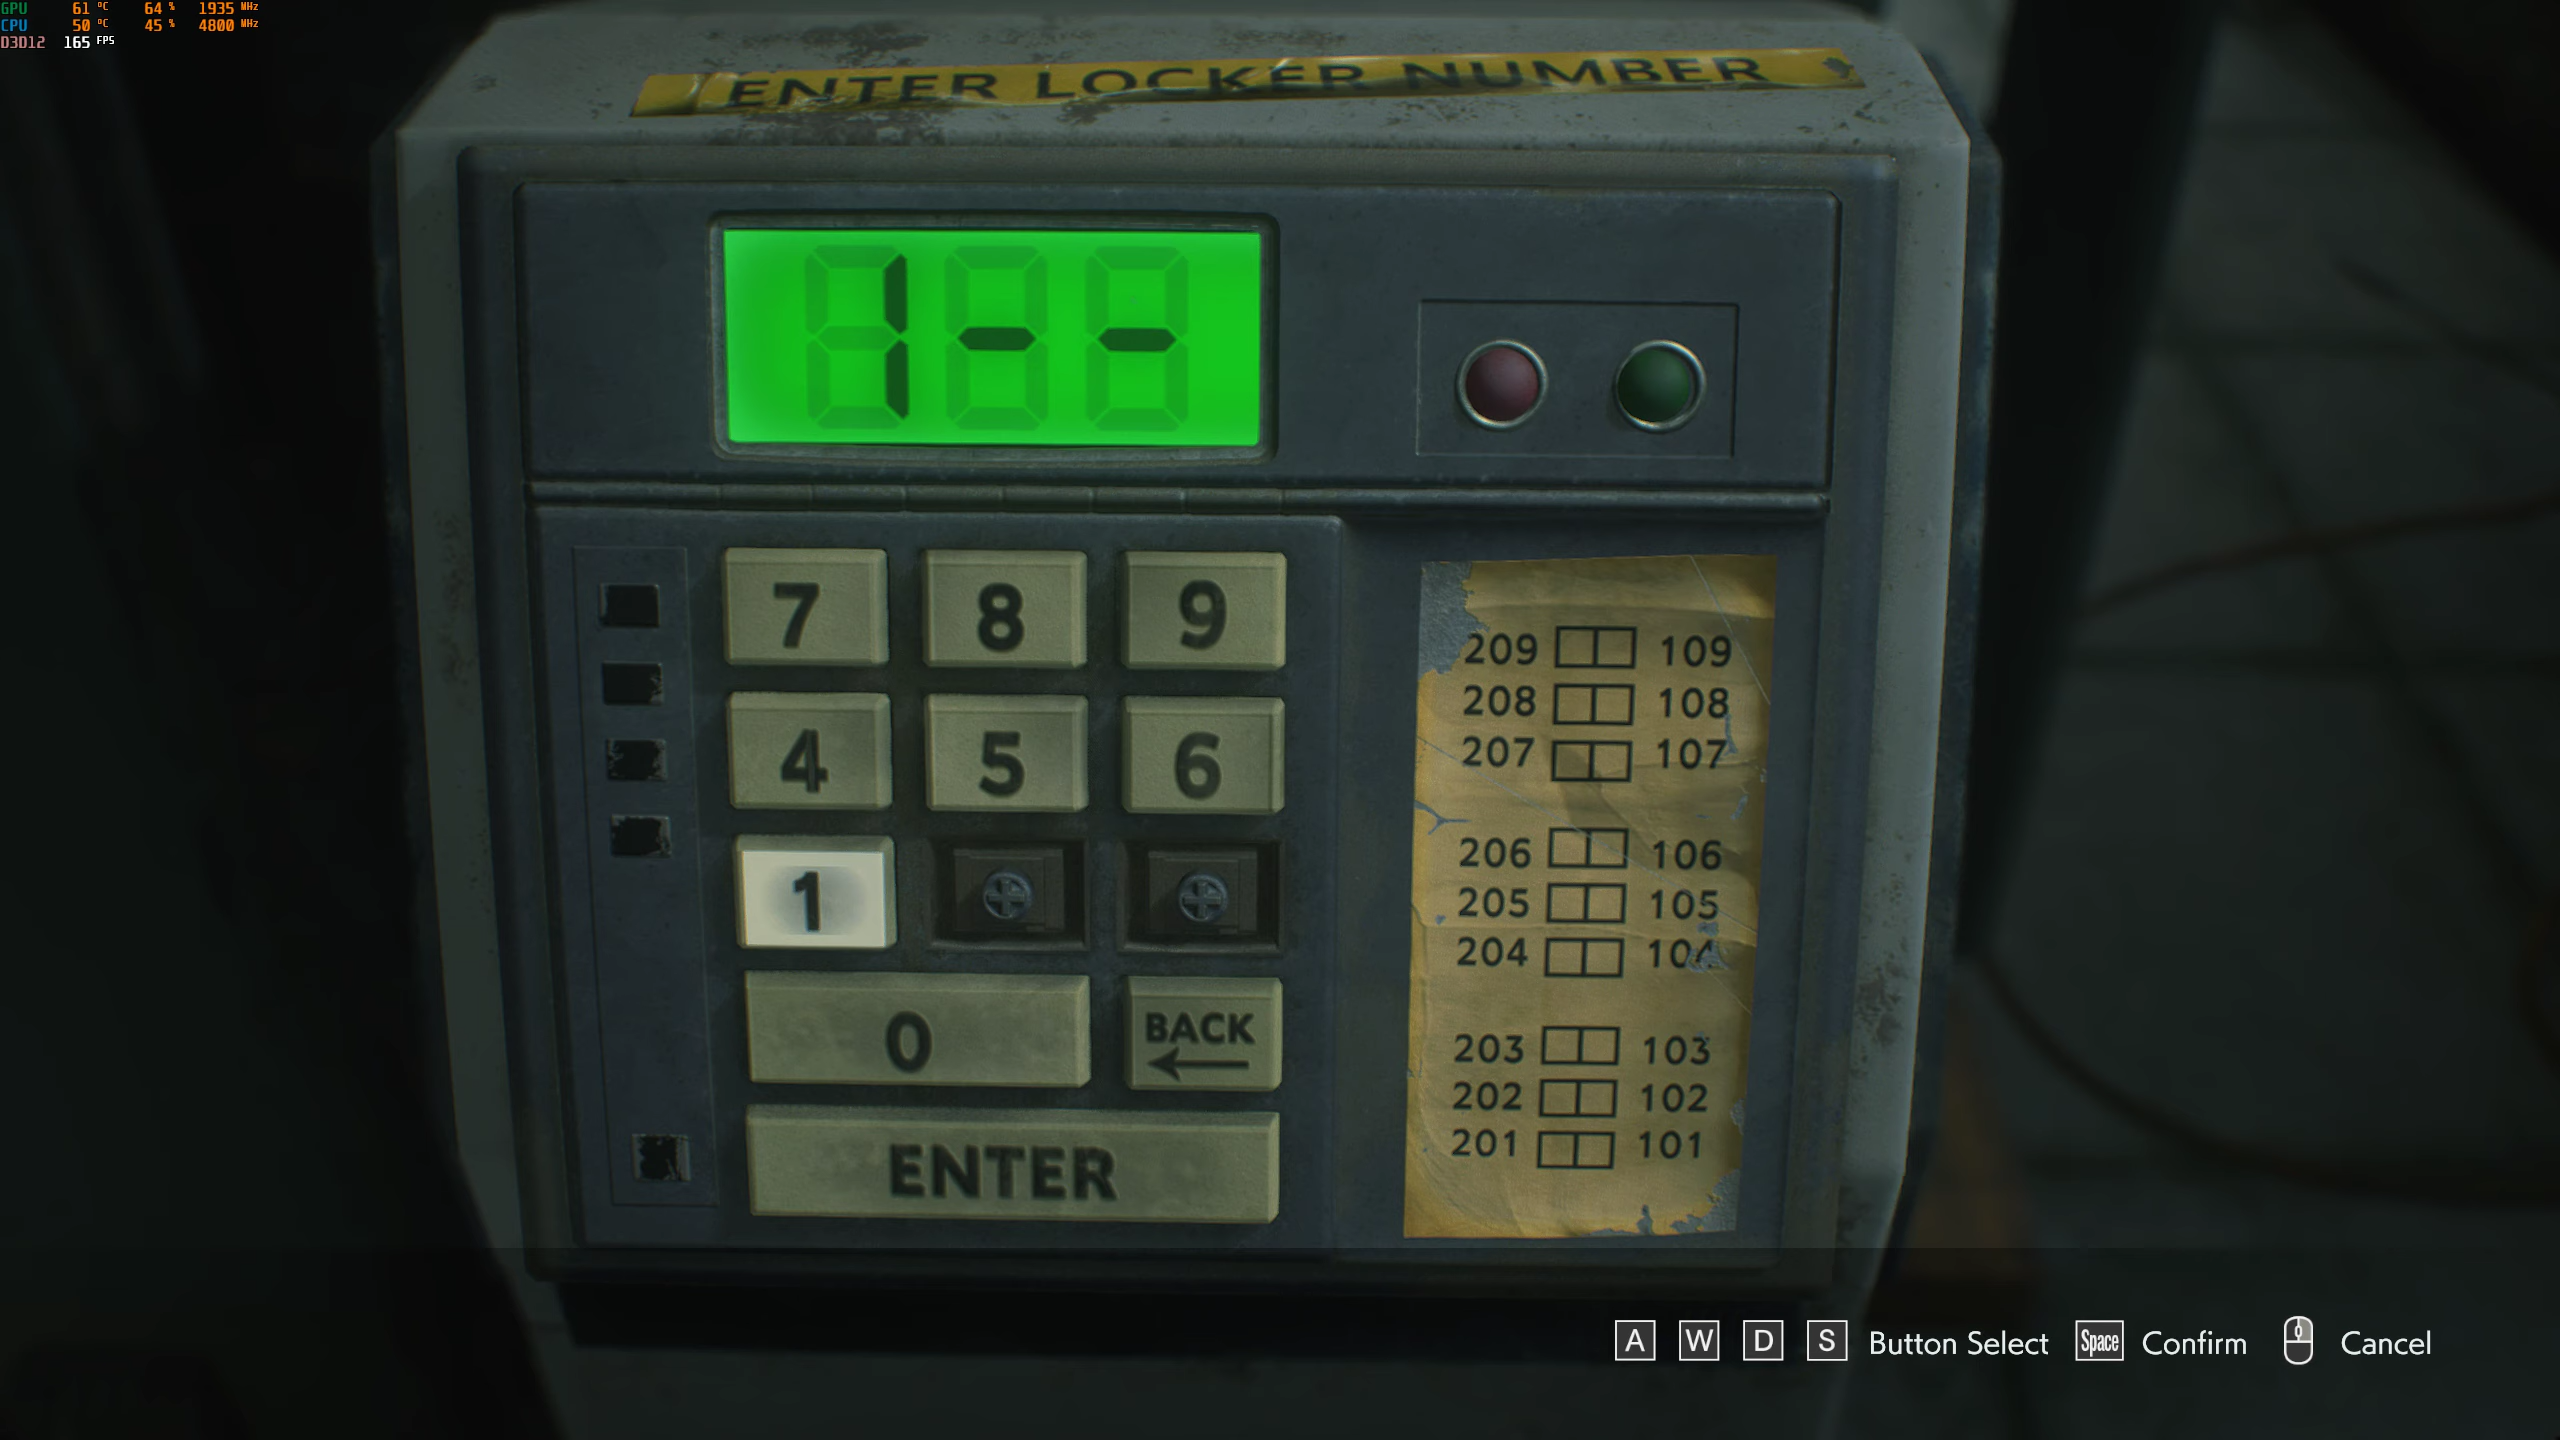 GPU 61 °C 64 % 1935 MHz
CPU 50 °C 45 % 4800 MHz
D3D12 165 FPS
ENTER LOCKER NUMBER
1--
7 8 9
4 5 6
1
0 BACK
ENTER
209 109
208 108
207 107
206 106
205 105
204 104
203 103
202 102
201 101
A W D S Button Select Space Confirm Cancel